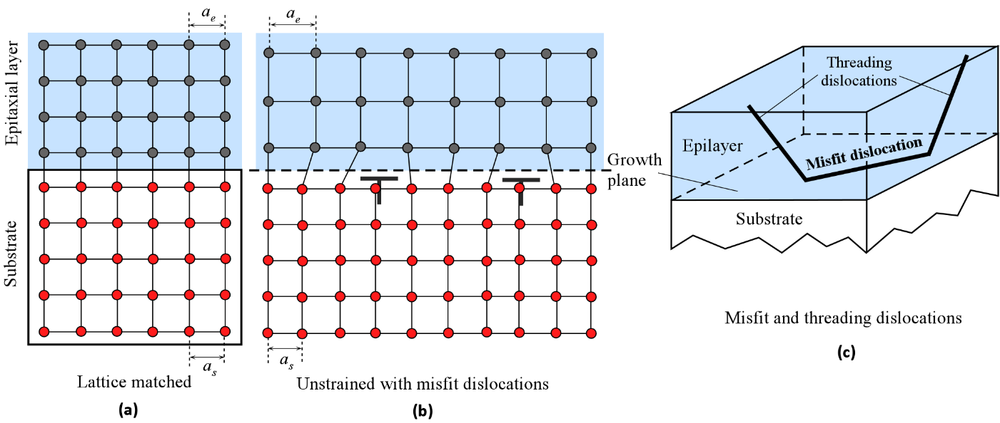 Epitaxial layer
Substrate
a_e
a_s
Lattice matched
(a)
a_e
a_s
Unstrained with misfit dislocations
(b)
Threading
dislocations
Epilayer
Misfit dislocation
Growth
plane
Substrate
Misfit and threading dislocations
(c)